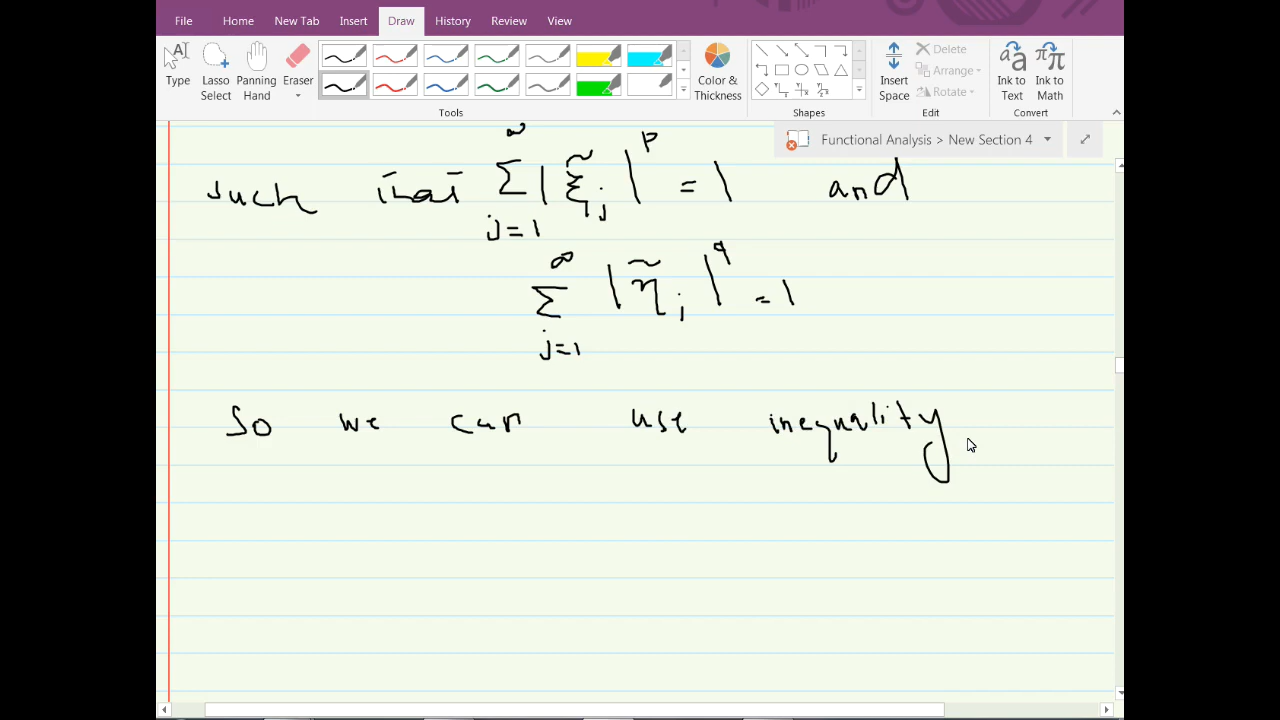 File Home New Tab Insert Draw History Review View
Type Lasso Select Panning Hand Eraser Color & Thickness Insert Space Delete Arrange Rotate Ink to Text Ink to Math
Tools Shapes Edit Convert
Functional Analysis > New Section 4
such that ∑_{j=1}^{∞} |ξ̃_j|^p = 1 and
∑_{j=1}^{∞} |η̃_j|^q = 1
So we can use inequality